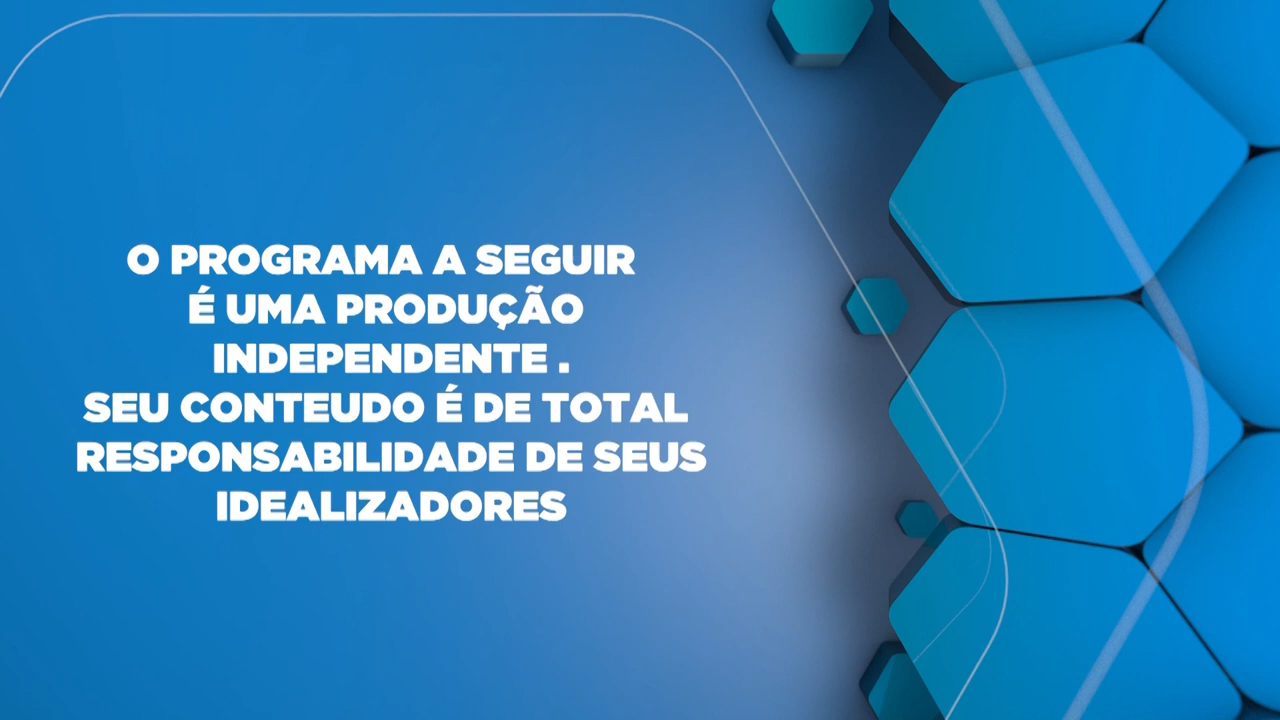 O PROGRAMA A SEGUIR
É UMA PRODUÇÃO
INDEPENDENTE .
SEU CONTEUDO É DE TOTAL
RESPONSABILIDADE DE SEUS
IDEALIZADORES